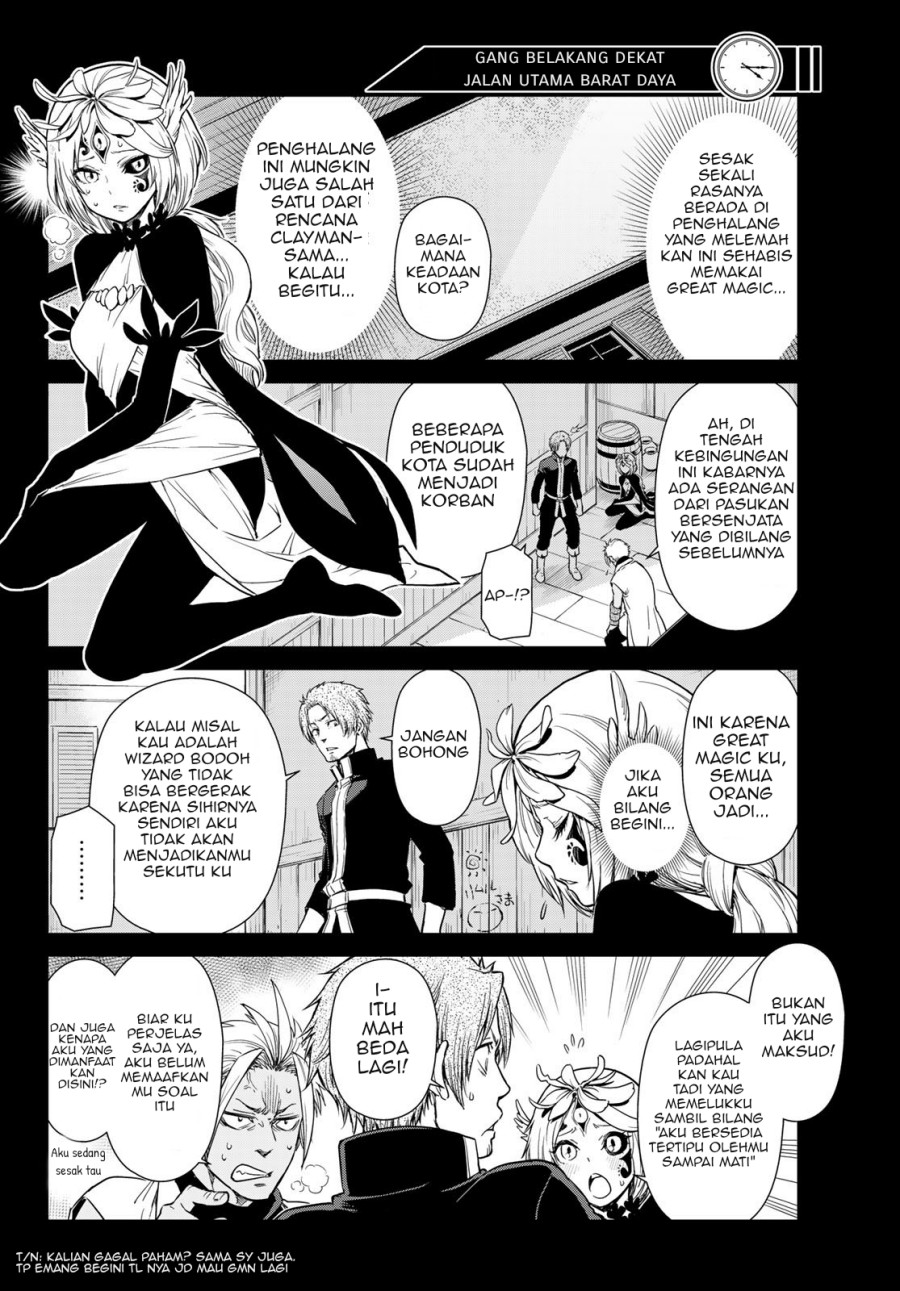 GANG BELAKANG DEKAT
JALAN UTAMA BARAT DAYA
SESAK
SEKALI
RASANYA
BERADA DI
PENGHALANG
YANG MELEMAH
KAN INI SEHABIS
MEMAKAI
GREAT MAGIC...
BAGAI-
MANA
KEADAAN
KOTA?
PENGHALANG
INI MUNGKIN
JUGA SALAH
SATU DARI
RENCANA
CLAYMAN-
SAMA...
KALAU
BEGITU...
AH, DI
TENGAH
KEBINGUNGAN
INI KABARNYA
ADA SERANGAN
DARI PASUKAN
BERSENJATA
YANG DIBILANG
SEBELUMNYA
BEBERAPA
PENDUDUK
KOTA SUDAH
MENJADI
KORBAN
AP-!?
INI KARENA
GREAT
MAGIC KU,
SEMUA
ORANG
JADI...
JIKA
AKU
BILANG
BEGINI...
JANGAN
BOHONG
KALAU MISAL
KAU ADALAH
WIZARD BODOH
YANG TIDAK
BISA BERGERAK
KARENA SIHIRNYA
SENDIRI AKU
TIDAK AKAN
MENJADIKANMU
SEKUTU KU
.........
リムル
さま
BUKAN
ITU YANG
AKU
MAKSUD!
LAGIPULA
PADAHAL
KAN KAU
TADI YANG
MEMELUKKU
SAMBIL BILANG
"AKU BERSEDIA
TERTIPU OLEHMU
SAMPAI MATI"
I-
ITU
MAH
BEDA
LAGI!
BIAR KU
PERJELAS
SAJA YA,
AKU BELUM
MEMAAFKAN
MU SOAL
ITU
DAN JUGA
KENAPA
AKU YANG
DIMANFAAT
KAN
DISINI!?
Aku sedang
sesak tau
T/N: KALIAN GAGAL PAHAM? SAMA SY JUGA.
TP EMANG BEGINI TL NYA JD MAU GMN LAGI